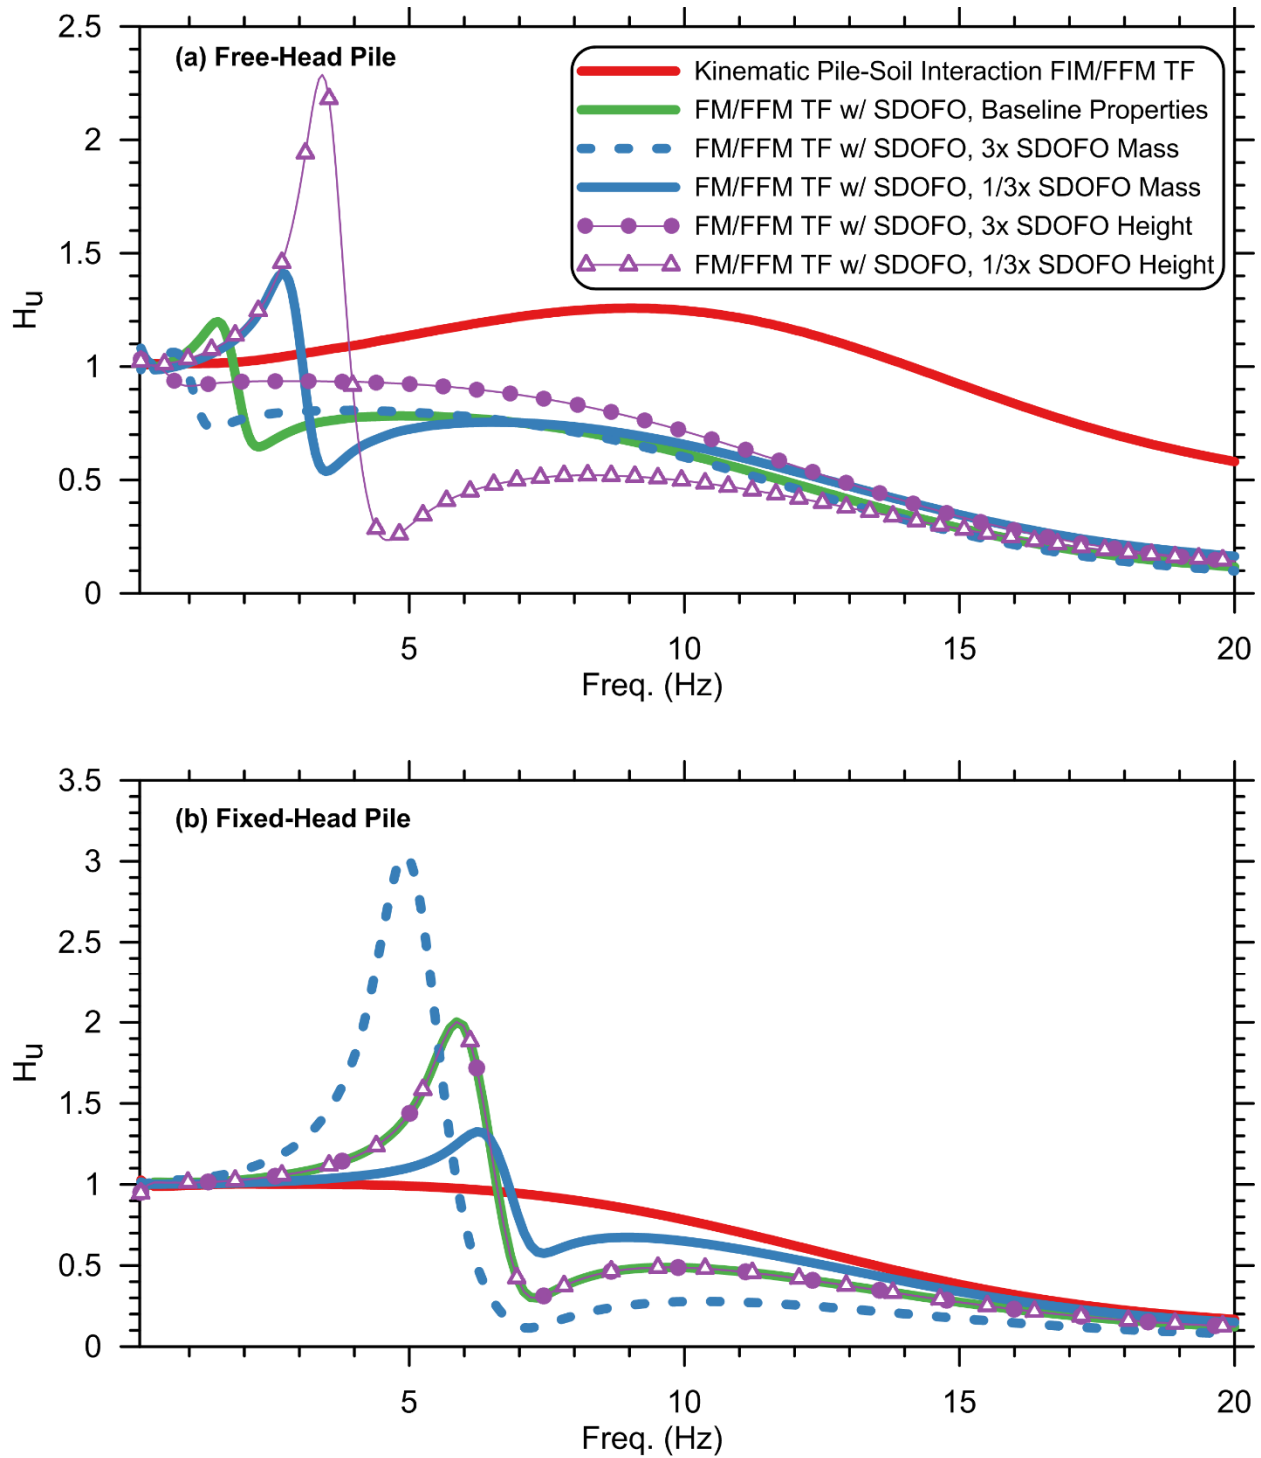 2.5
(a) Free-Head Pile
Kinematic Pile-Soil Interaction FIM/FFM TF
FM/FFM TF w/ SDOFO, Baseline Properties
2
FM/FFM TF w/ SDOFO, 3x SDOFO Mass
FM/FFM TF w/ SDOFO, 1/3x SDOFO Mass
FM/FFM TF w/ SDOFO, 3x SDOFO Height
1.5
FM/FFM TF w/ SDOFO, 1/3x SDOFO Height
Hu
1
0.5
0
5 10 15 20
Freq. (Hz)
3.5
(b) Fixed-Head Pile
3
2.5
2
Hu
1.5
1
0.5
0
5 10 15 20
Freq. (Hz)